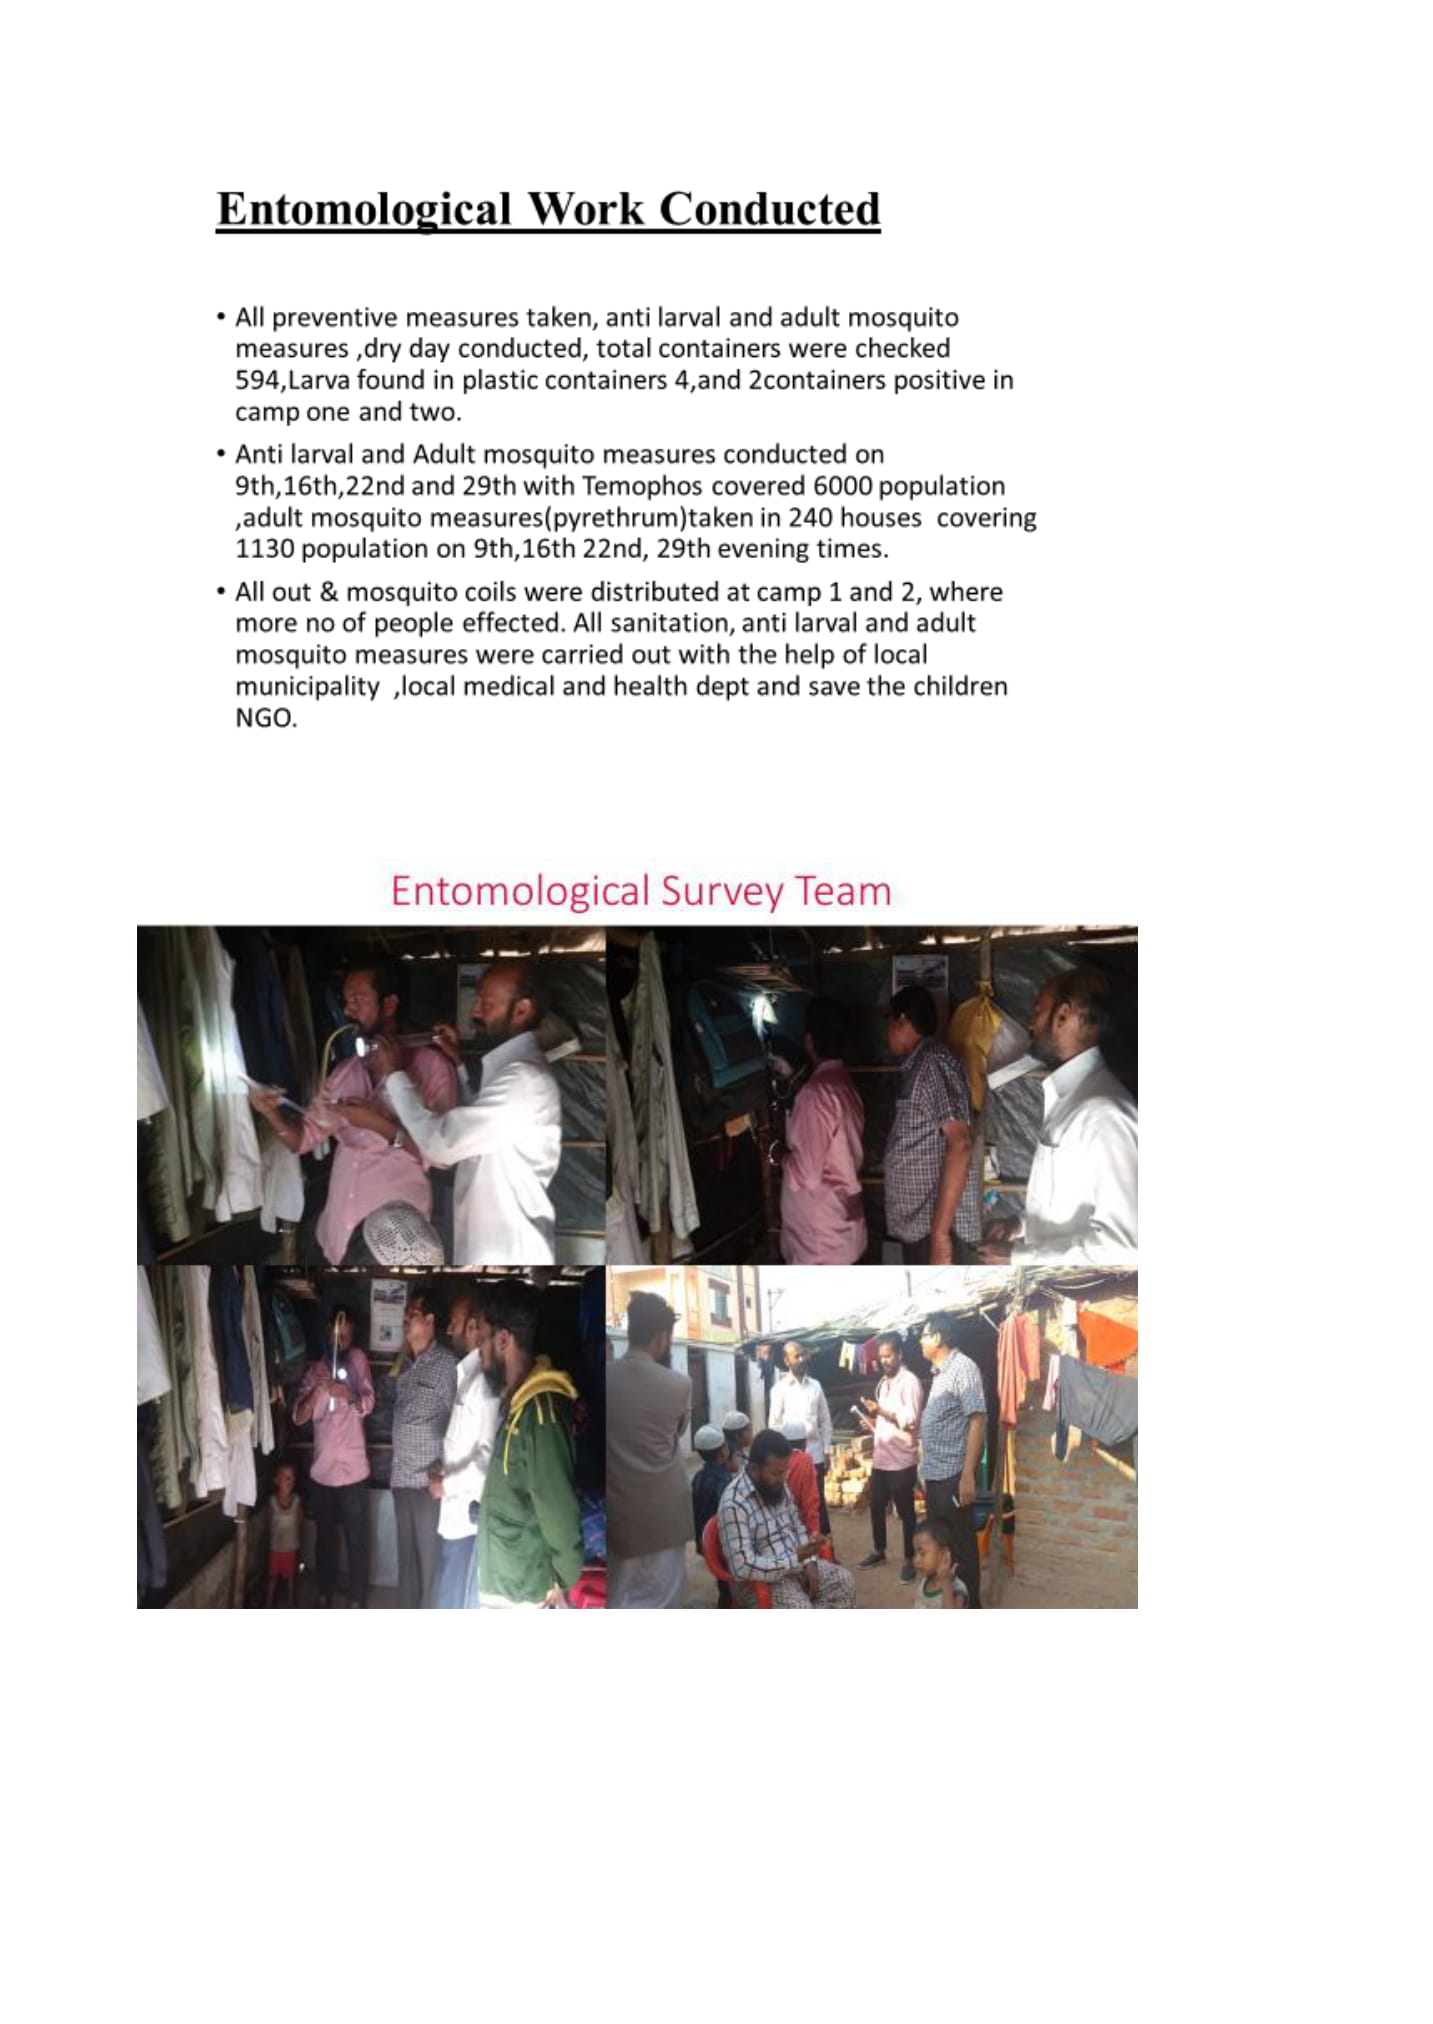 Entomological Work Conducted
• All preventive measures taken, anti larval and adult mosquito
measures ,dry day conducted, total containers were checked
594,Larva found in plastic containers 4,and 2containers positive in
camp one and two.
• Anti larval and Adult mosquito measures conducted on
9th,16th,22nd and 29th with Temophos covered 6000 population
,adult mosquito measures(pyrethrum)taken in 240 houses covering
1130 population on 9th,16th 22nd, 29th evening times.
• All out & mosquito coils were distributed at camp 1 and 2, where
more no of people effected. All sanitation, anti larval and adult
mosquito measures were carried out with the help of local
municipality ,local medical and health dept and save the children
NGO.
Entomological Survey Team